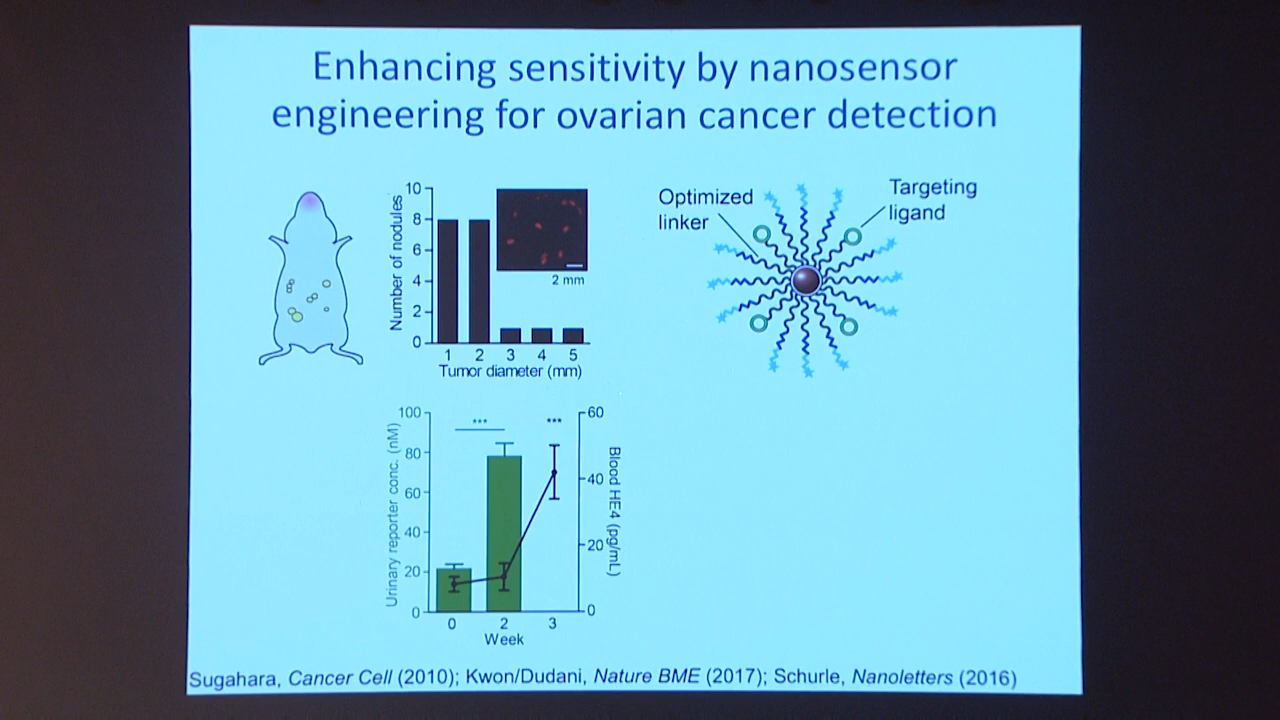 Enhancing sensitivity by nanosensor
engineering for ovarian cancer detection
Number of nodules
10
8
6
4
2
0
2 mm
1 2 3 4 5
Tumor diameter (mm)
Optimized
linker
Targeting
ligand
Urinary reporter conc. (nM)
100
80
60
40
20
0
***
***
60
40
20
0
Blood HE4 (pg/mL)
0 2 3
Week
Sugahara, Cancer Cell (2010); Kwon/Dudani, Nature BME (2017); Schurle, Nanoletters (2016)